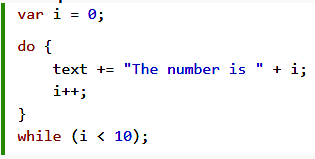 var i = 0;
do {
    text += "The number is " + i;
    i++;
}
while (i < 10);